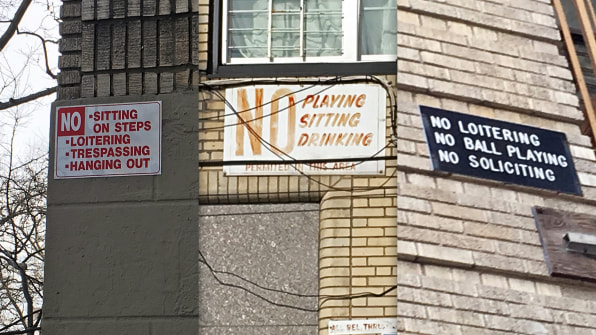 NO •SITTING
ON STEPS
•LOITERING
•TRESPASSING
•HANGING OUT
NO PLAYING
SITTING
DRINKING
PERMITTED IN THIS AREA
NO LOITERING
NO BALL PLAYING
NO SOLICITING